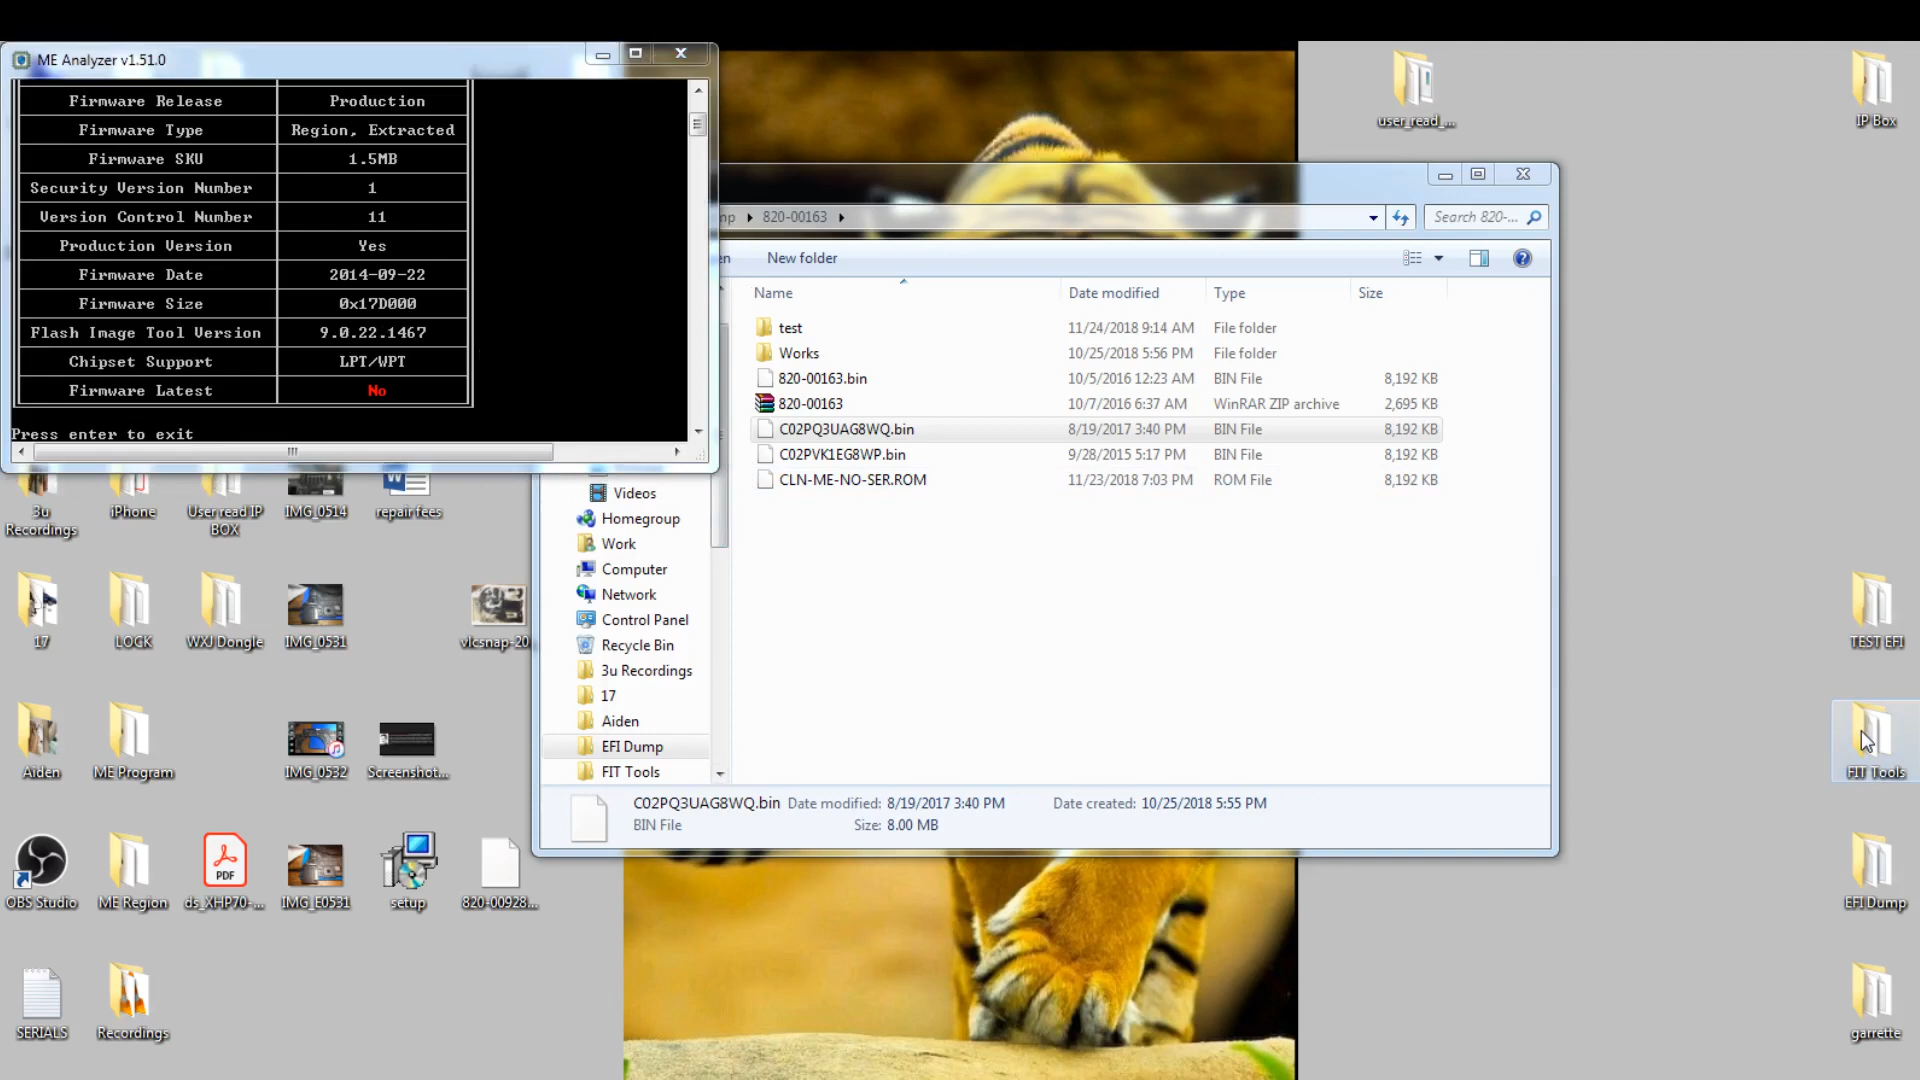 ME Analyzer v1.51.0
Firmware Release Production
Firmware Type Region, Extracted
Firmware SKU 1.5MB
Security Version Number 1
Version Control Number 11
Production Version Yes
Firmware Date 2014-09-22
Firmware Size 0x17D000
Flash Image Tool Version 9.0.22.1467
Chipset Support LPT/WPT
Firmware Latest No
Press enter to exit
820-00163
Search 820-...
New folder
Name Date modified Type Size
test 11/24/2018 9:14 AM File folder
Works 10/25/2018 5:56 PM File folder
820-00163.bin 10/5/2016 12:23 AM BIN File 8,192 KB
820-00163 10/7/2016 6:37 AM WinRAR ZIP archive 2,695 KB
C02PQ3UAG8WQ.bin 8/19/2017 3:40 PM BIN File 8,192 KB
C02PVK1EG8WP.bin 9/28/2015 5:17 PM BIN File 8,192 KB
CLN-ME-NO-SER.ROM 11/23/2018 7:03 PM ROM File 8,192 KB
Videos
Homegroup
Work
Computer
Network
Control Panel
Recycle Bin
3u Recordings
17
Aiden
EFI Dump
FIT Tools
C02PQ3UAG8WQ.bin Date modified: 8/19/2017 3:40 PM Date created: 10/25/2018 5:55 PM
BIN File Size: 8.00 MB
user_read_...
IP Box
3u Recordings
iPhone
User read IP BOX
IMG_0514
repair fees
17
LOCK
WXJ Dongle
IMG_0531
vlcsnap-20
TEST EFI
Aiden
ME Program
IMG_0532
Screenshot...
FIT Tools
OBS Studio
ME Region
PDF
ds_XHP70-...
IMG_E0531
setup
820-00928...
EFI Dump
SERIALS
Recordings
garrette